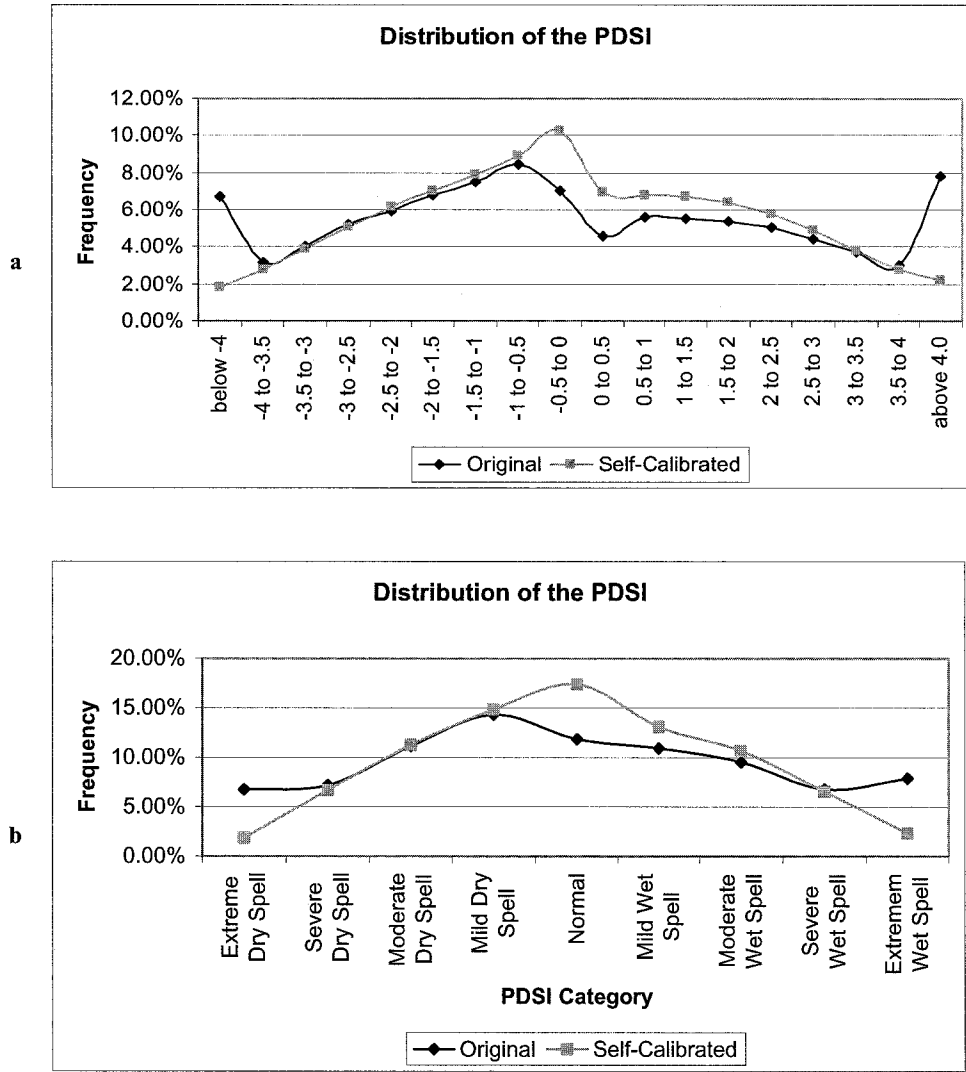 Distribution of the PDSI
12.00%
10.00%
8.00%
6.00%
4.00%
2.00%
0.00%
Frequency
a
below -4
-4 to -3.5
-3.5 to -3
-3 to -2.5
-2.5 to -2
-2 to -1.5
-1.5 to -1
-1 to -0.5
-0.5 to 0
0 to 0.5
0.5 to 1
1 to 1.5
1.5 to 2
2 to 2.5
2.5 to 3
3 to 3.5
3.5 to 4
above 4.0
Original
Self-Calibrated
Distribution of the PDSI
20.00%
15.00%
10.00%
5.00%
0.00%
Frequency
b
Extreme
Dry Spell
Severe
Dry Spell
Moderate
Dry Spell
Mild Dry
Spell
Normal
Mild Wet
Spell
Moderate
Wet Spell
Severe
Wet Spell
Extremem
Wet Spell
PDSI Category
Original
Self-Calibrated